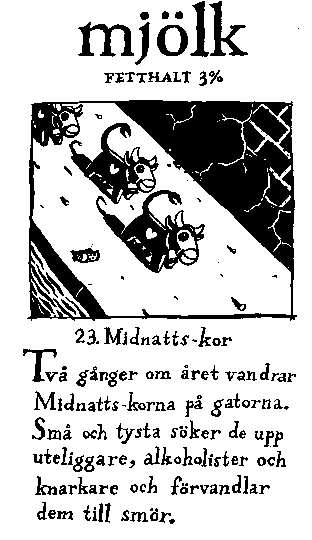 mjölk
FETTHALT 3%
23. Midnatts-kor
Två gånger om året vandrar
Midnatts-korna på gatorna.
Små och tysta söker de upp
uteliggare, alkoholister och
knarkare och förvandlar
dem till smör.